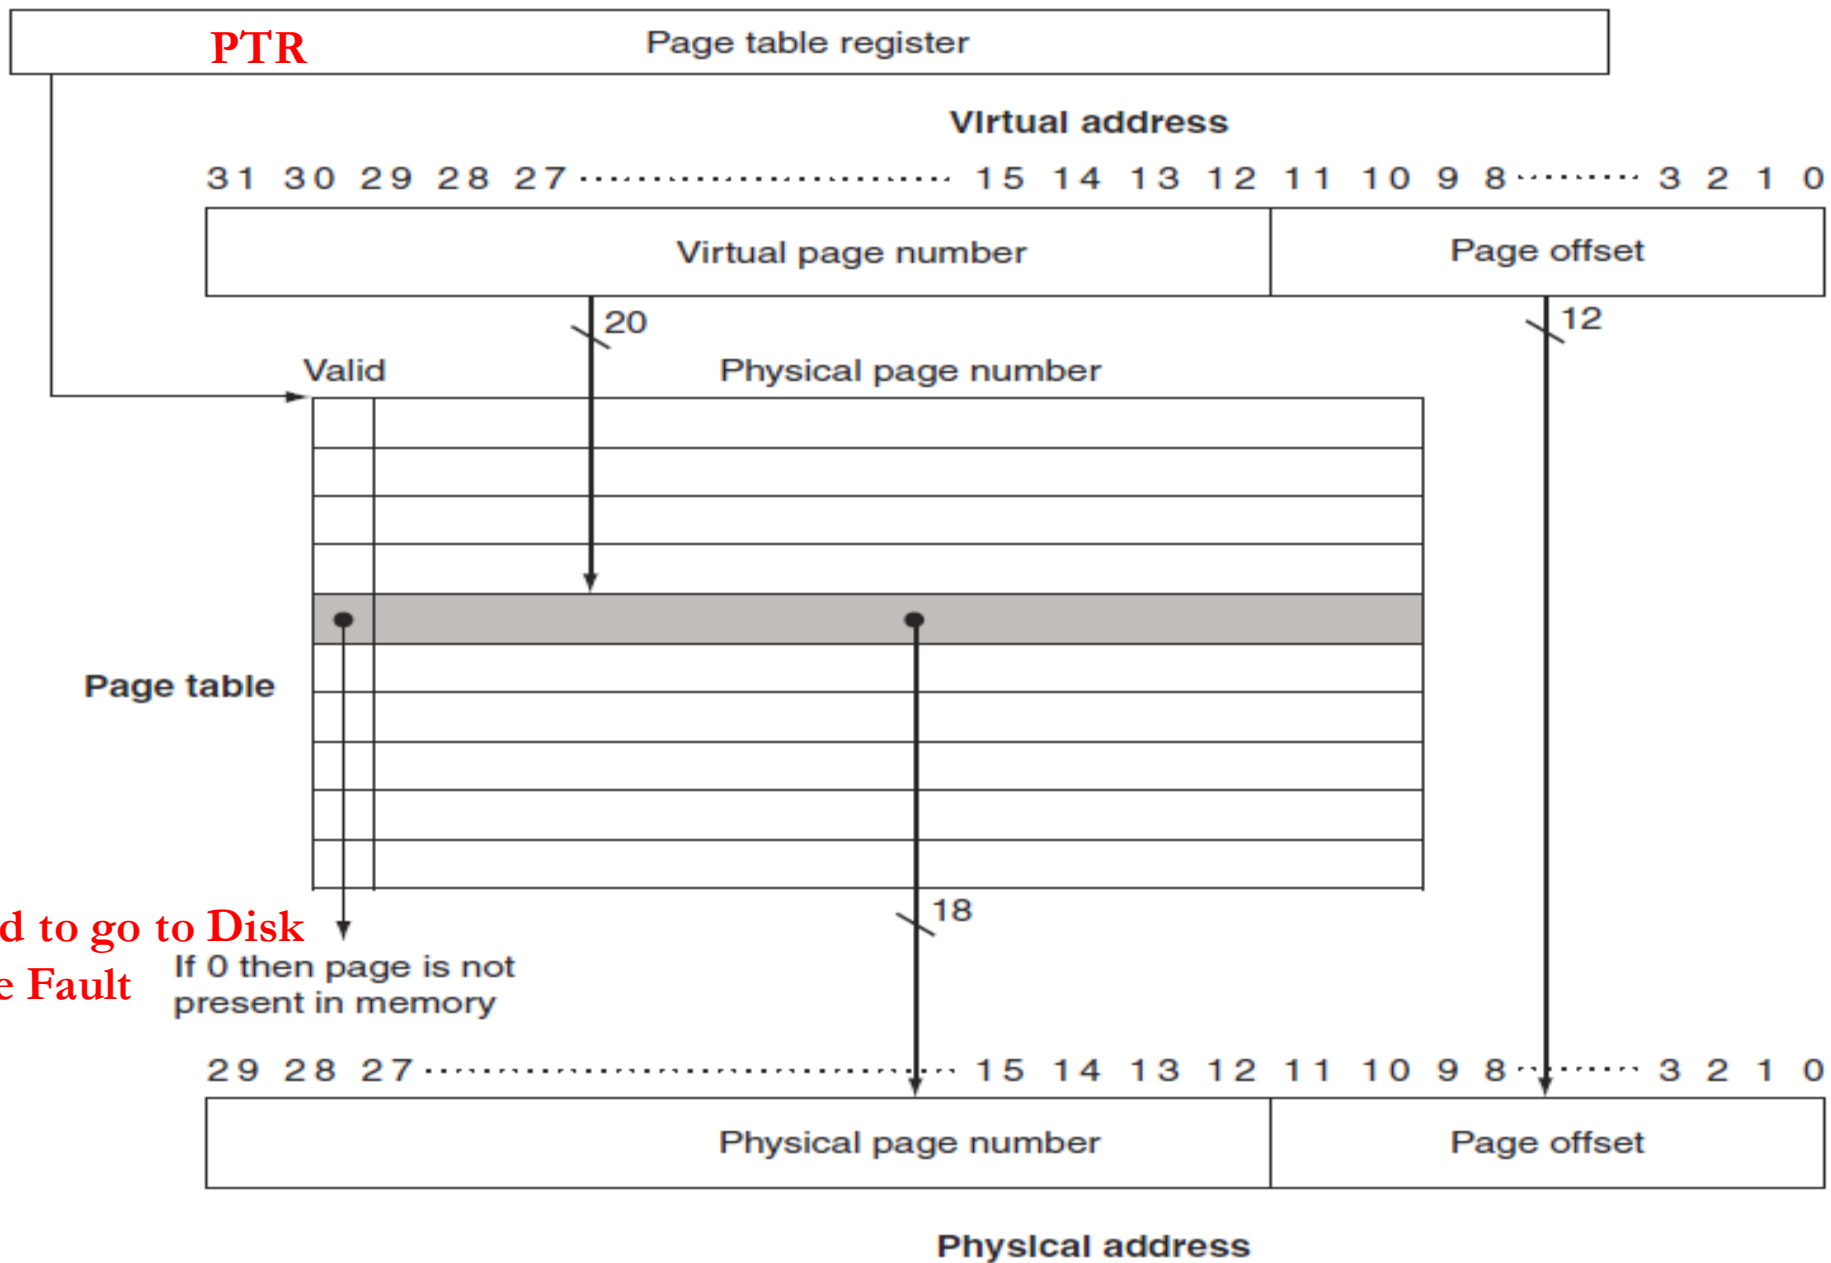 PTR Page table register
Virtual address
31 30 29 28 27 15 14 13 12 11 10 9 8 3 2 1 0
Virtual page number Page offset
20 12
Valid Physical page number
Page table
18
d to go to Disk
e Fault
If 0 then page is not
present in memory
29 28 27 15 14 13 12 11 10 9 8 3 2 1 0
Physical page number Page offset
Physical address